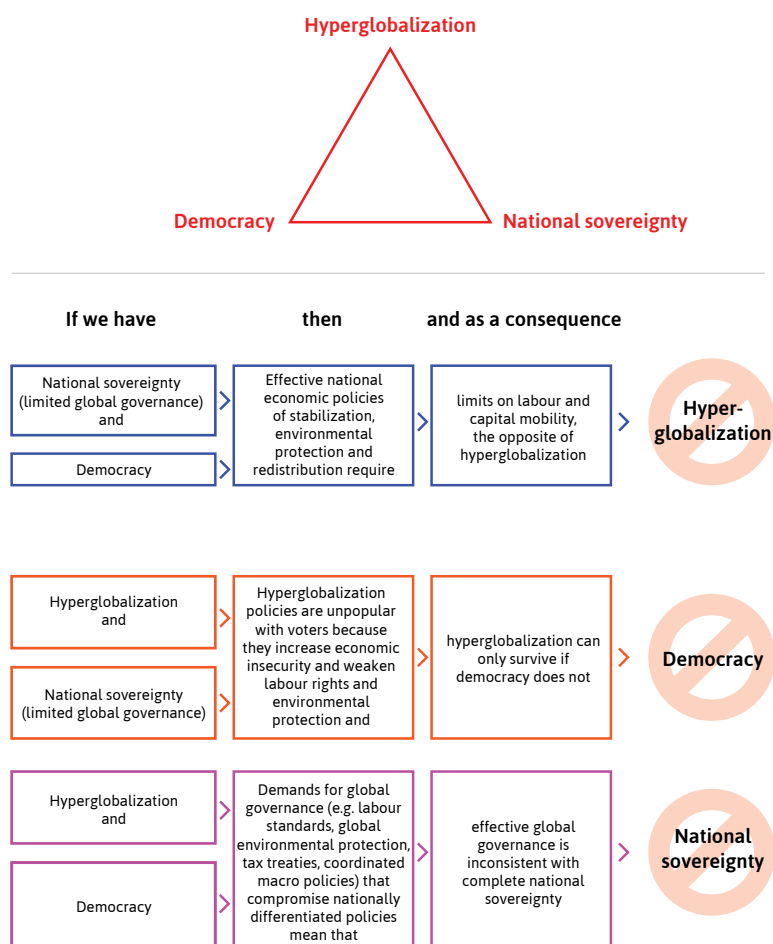 Hyperglobalization
Democracy
National sovereignty
If we have
then
and as a consequence
National sovereignty
(limited global governance)
and
Democracy
Effective national
economic policies
of stabilization,
environmental
protection and
redistribution require
limits on labour and
capital mobility,
the opposite of
hyperglobalization
Hyper-
globalization
Hyperglobalization
and
National sovereignty
(limited global governance)
Hyperglobalization
policies are unpopular
with voters because
they increase economic
insecurity and weaken
labour rights and
environmental
protection and
hyperglobalization can
only survive if
democracy does not
Democracy
Hyperglobalization
and
Democracy
Demands for global
governance (e.g. labour
standards, global
environmental protection,
tax treaties, coordinated
macro policies) that
compromise nationally
differentiated policies
mean that
effective global
governance is
inconsistent with
complete national
sovereignty
National
sovereignty